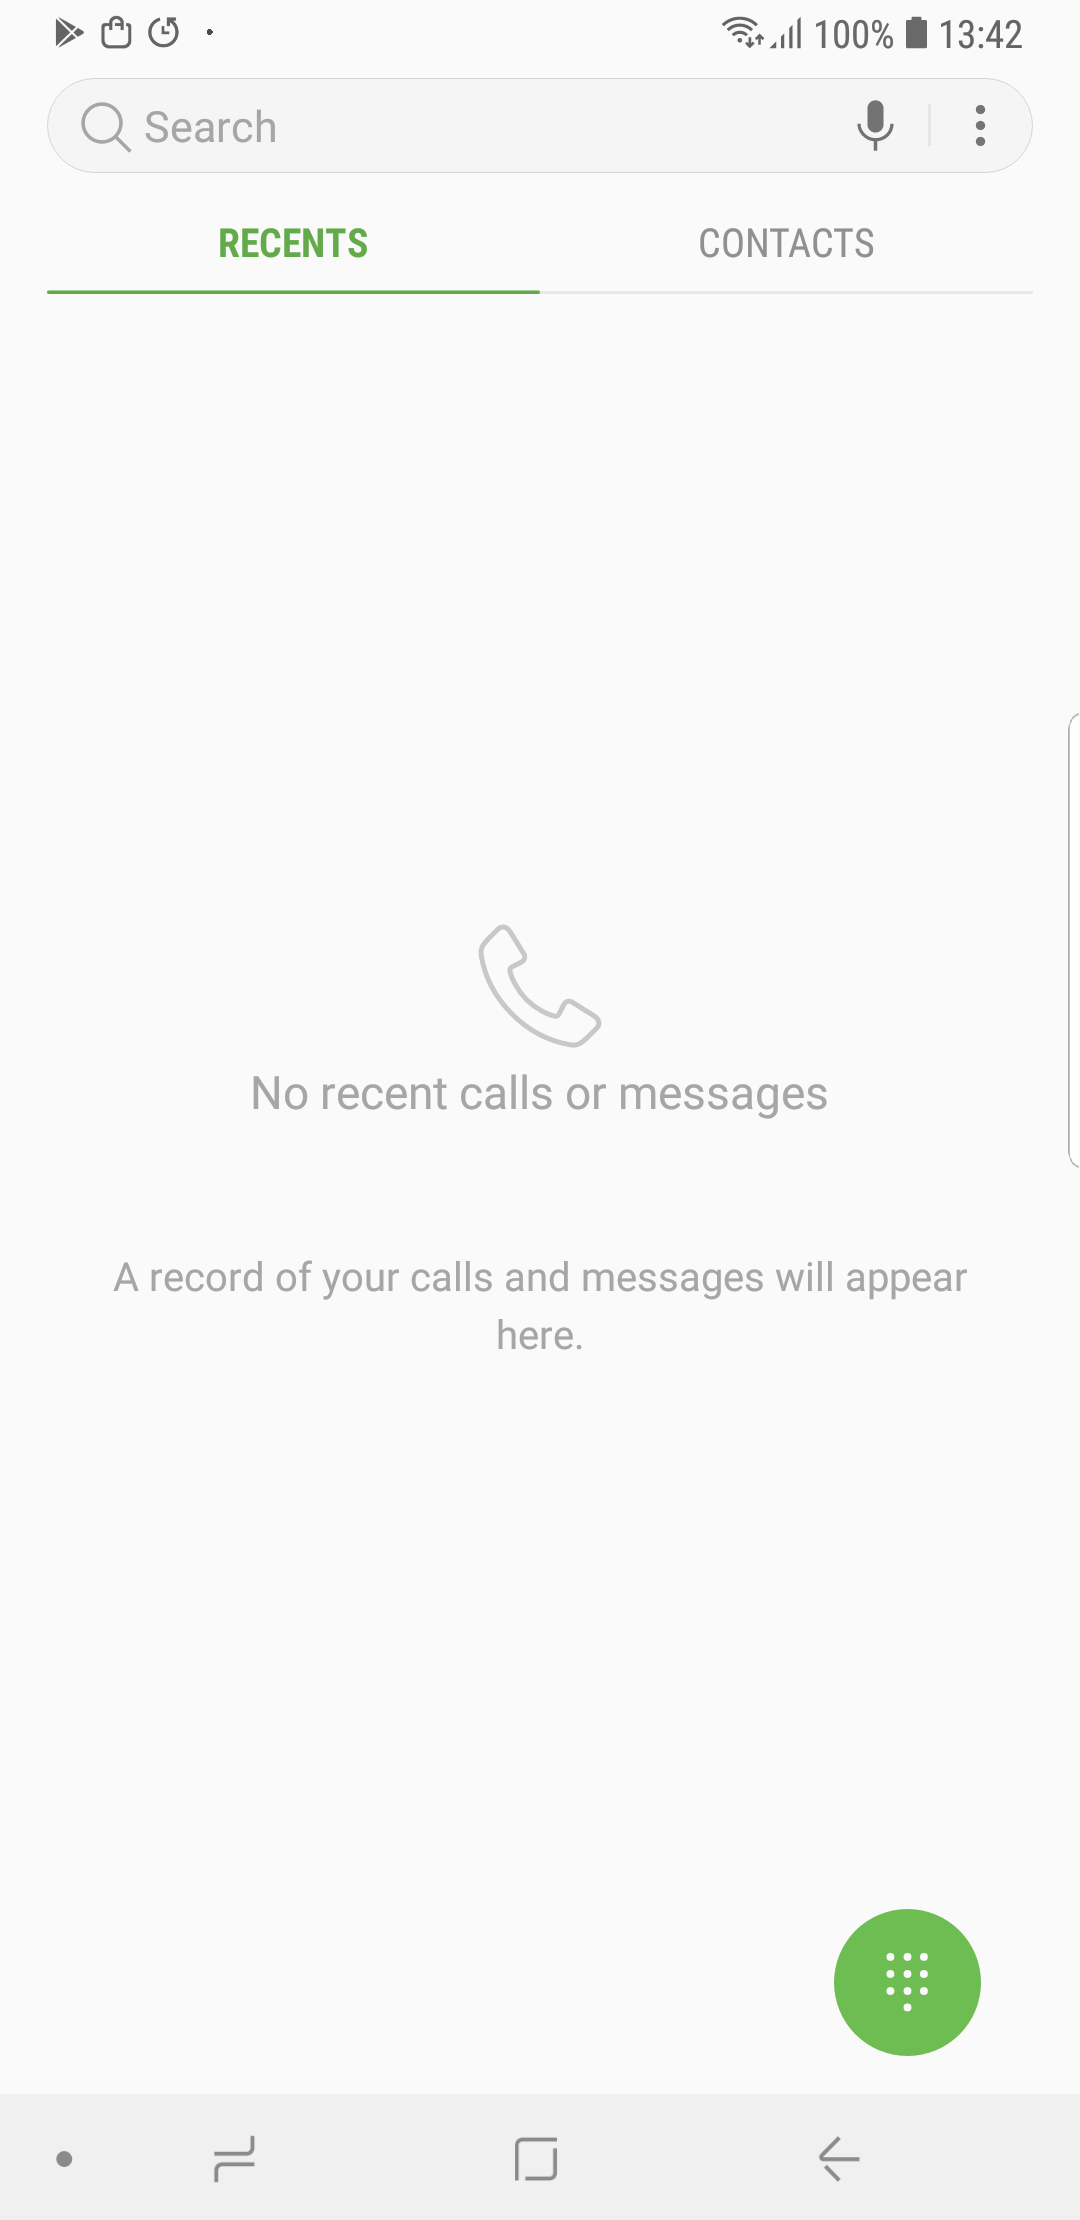 100% 13:42
Search
RECENTS CONTACTS
No recent calls or messages
A record of your calls and messages will appear
here.